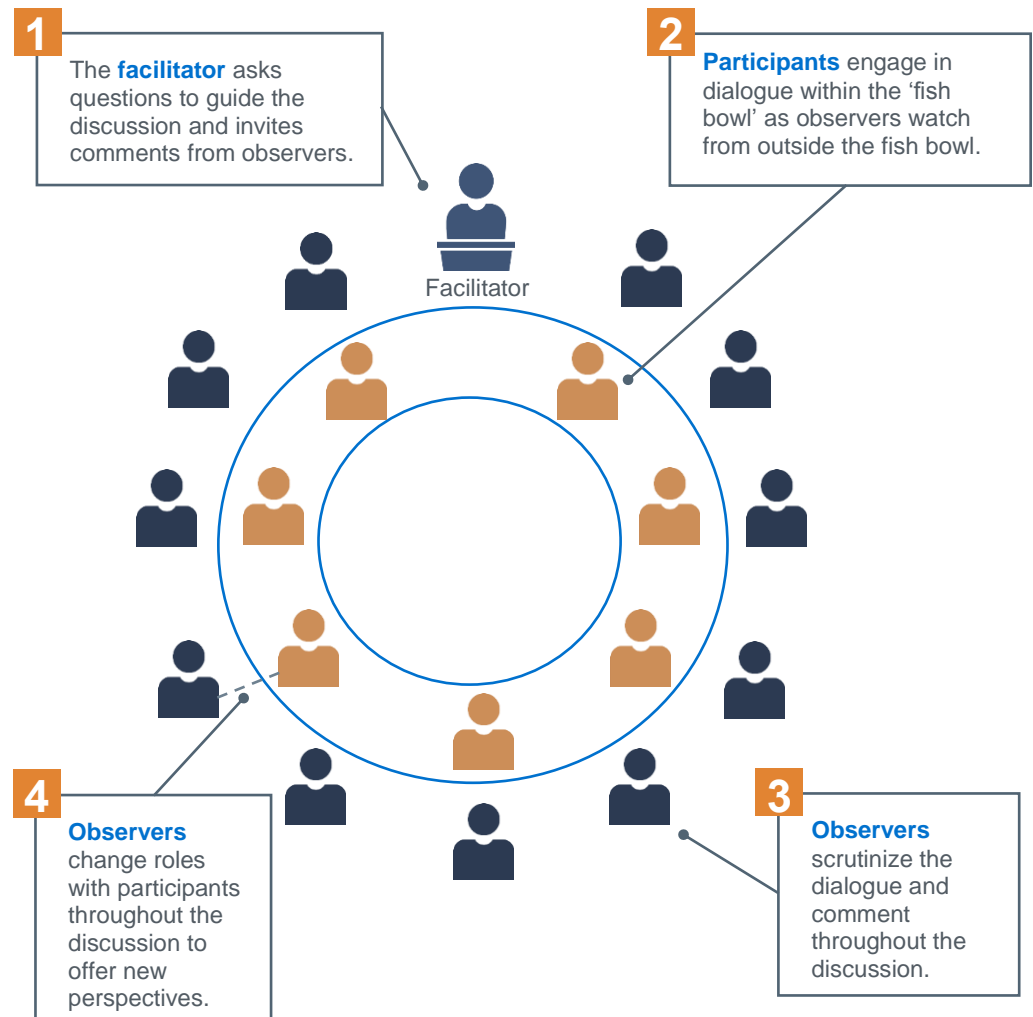 1
The facilitator asks
questions to guide the
discussion and invites
comments from observers.
2
Participants engage in
dialogue within the ‘fish
bowl’ as observers watch
from outside the fish bowl.
Facilitator
4
Observers
change roles
with participants
throughout the
discussion to
offer new
perspectives.
3
Observers
scrutinize the
dialogue and
comment
throughout the
discussion.